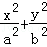 x²/a² + y²/b²